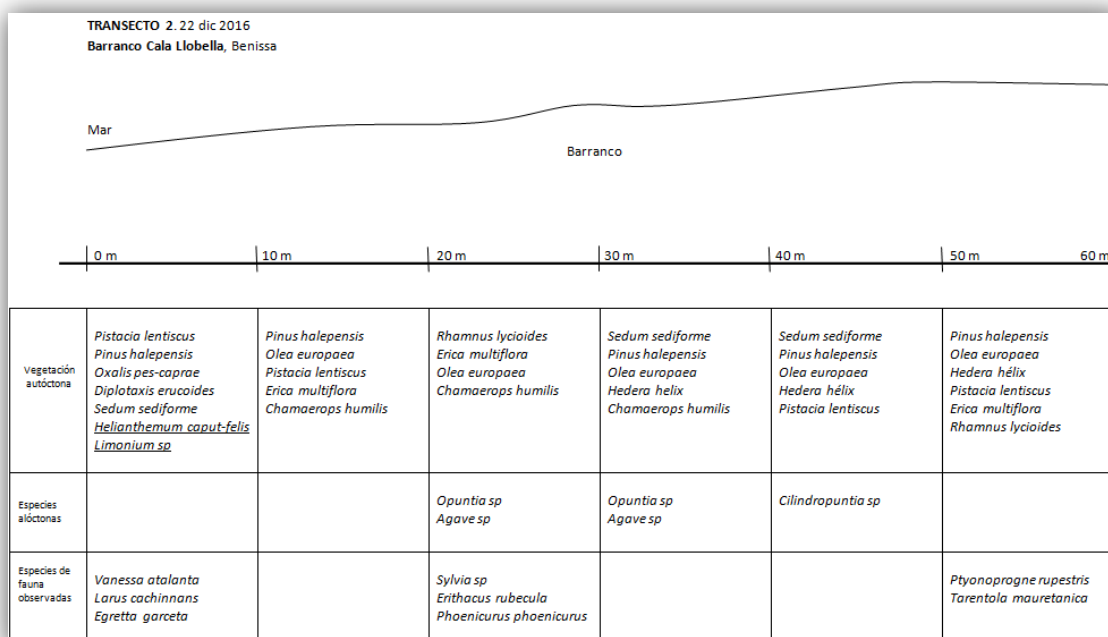 TRANSECTO 2. 22 dic 2016
Barranco Cala Llobella, Benissa
Mar
Barranco
0 m
10 m
20 m
30 m
40 m
50 m
60 m
Vegetación
autóctona
Pistacia lentiscus
Pinus halepensis
Oxalis pes-caprae
Diplotaxis erucoides
Sedum sediforme
Helianthemum caput-felis
Limonium sp
Pinus halepensis
Olea europaea
Pistacia lentiscus
Erica multiflora
Chamaerops humilis
Rhamnus lycioides
Erica multiflora
Olea europaea
Chamaerops humilis
Sedum sediforme
Pinus halepensis
Olea europaea
Hedera helix
Chamaerops humilis
Sedum sediforme
Pinus halepensis
Olea europaea
Hedera hélix
Pistacia lentiscus
Pinus halepensis
Olea europaea
Hedera hélix
Pistacia lentiscus
Erica multiflora
Rhamnus lycioides
Especies
alóctonas
Opuntia sp
Agave sp
Opuntia sp
Agave sp
Cilindropuntia sp
Especies de
fauna
observadas
Vanessa atalanta
Larus cachinnans
Egretta garceta
Sylvia sp
Erithacus rubecula
Phoenicurus phoenicurus
Ptyonoprogne rupestris
Tarentola mauretanica